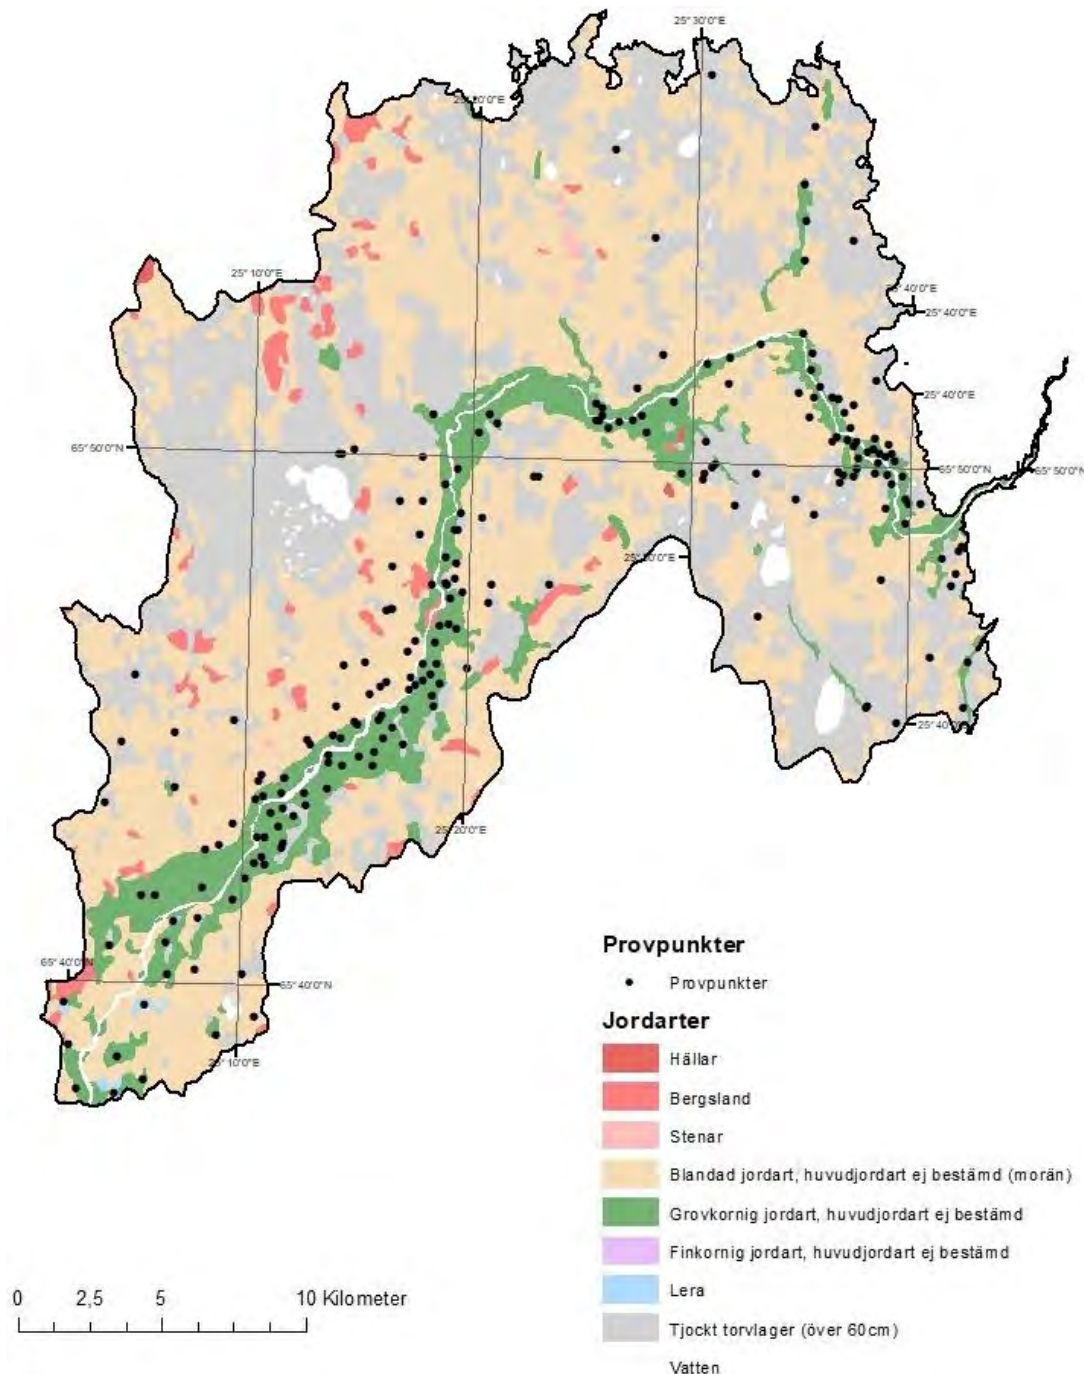 25°30'0"E
25°20'0"E
25°10'0"E
25°40'0"E
25°40'0"E
25°40'0"E
65°50'0"N
65°50'0"N
65°50'0"N
25°40'0"E
25°20'0"E
65°40'0"N
65°40'0"N
25°10'0"E
Provpunkter
Provpunkter
Jordarter
Hällar
Bergsland
Stenar
Blandad jordart, huvudjordart ej bestämd (morän)
Grovkornig jordart, huvudjordart ej bestämd
Finkornig jordart, huvudjordart ej bestämd
Lera
Tjockt torvlager (över 60cm)
Vatten
0 2,5 5 10 Kilometer